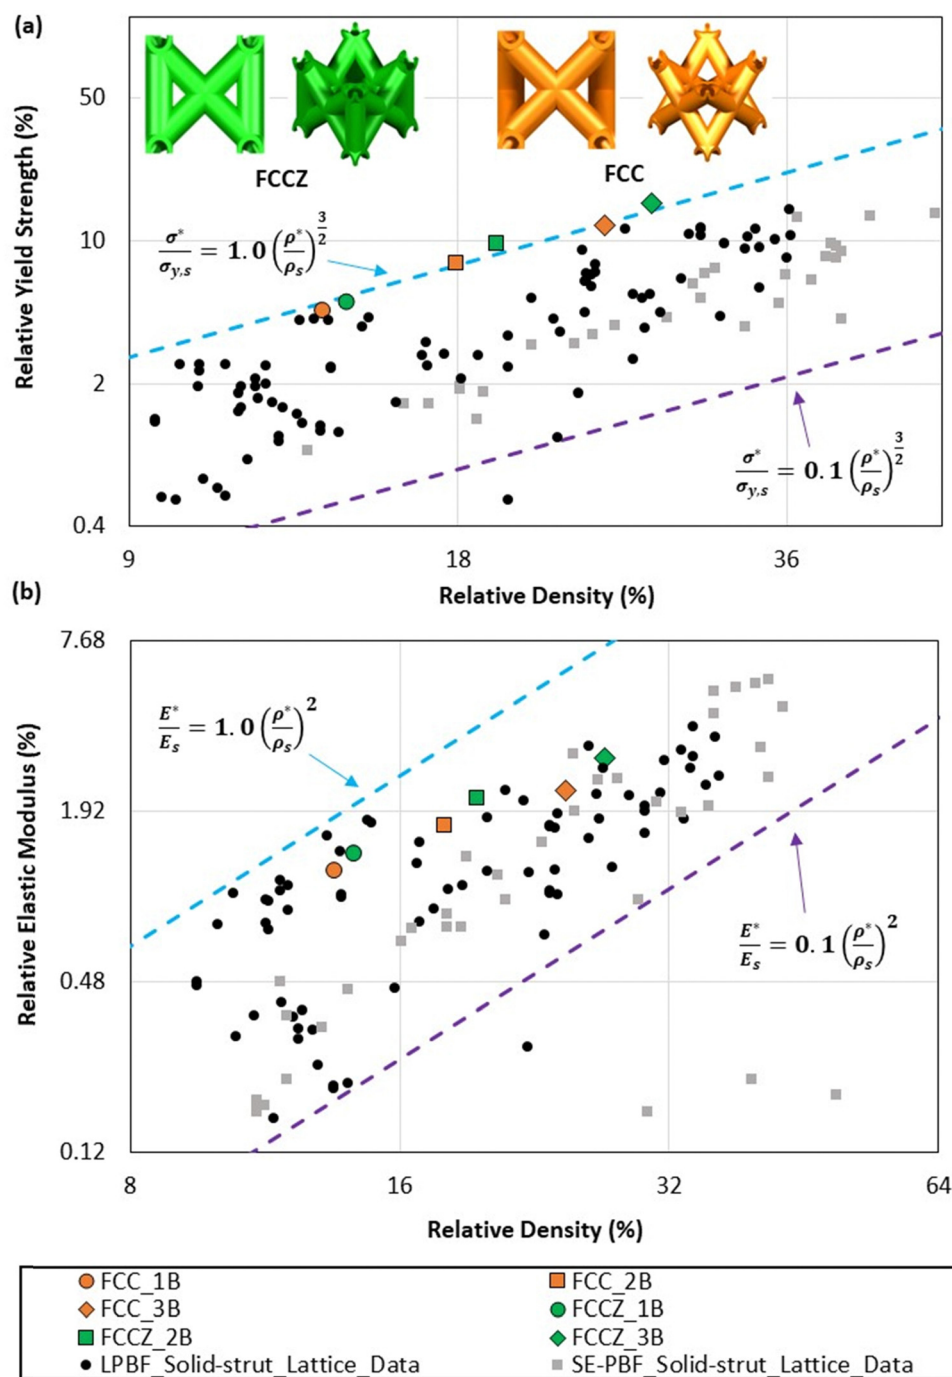 (a)
Relative Yield Strength (%)
50
10
2
0.4
FCCZ
FCC
σ*/σy,s = 1.0 (ρ*/ρs)^3/2
σ*/σy,s = 0.1 (ρ*/ρs)^3/2
9 18 36
Relative Density (%)
(b)
Relative Elastic Modulus (%)
7.68
1.92
0.48
0.12
E*/Es = 1.0 (ρ*/ρs)^2
E*/Es = 0.1 (ρ*/ρs)^2
8 16 32 64
Relative Density (%)
FCC_1B FCC_2B
FCC_3B FCCZ_1B
FCCZ_2B FCCZ_3B
LPBF_Solid-strut_Lattice_Data SE-PBF_Solid-strut_Lattice_Data